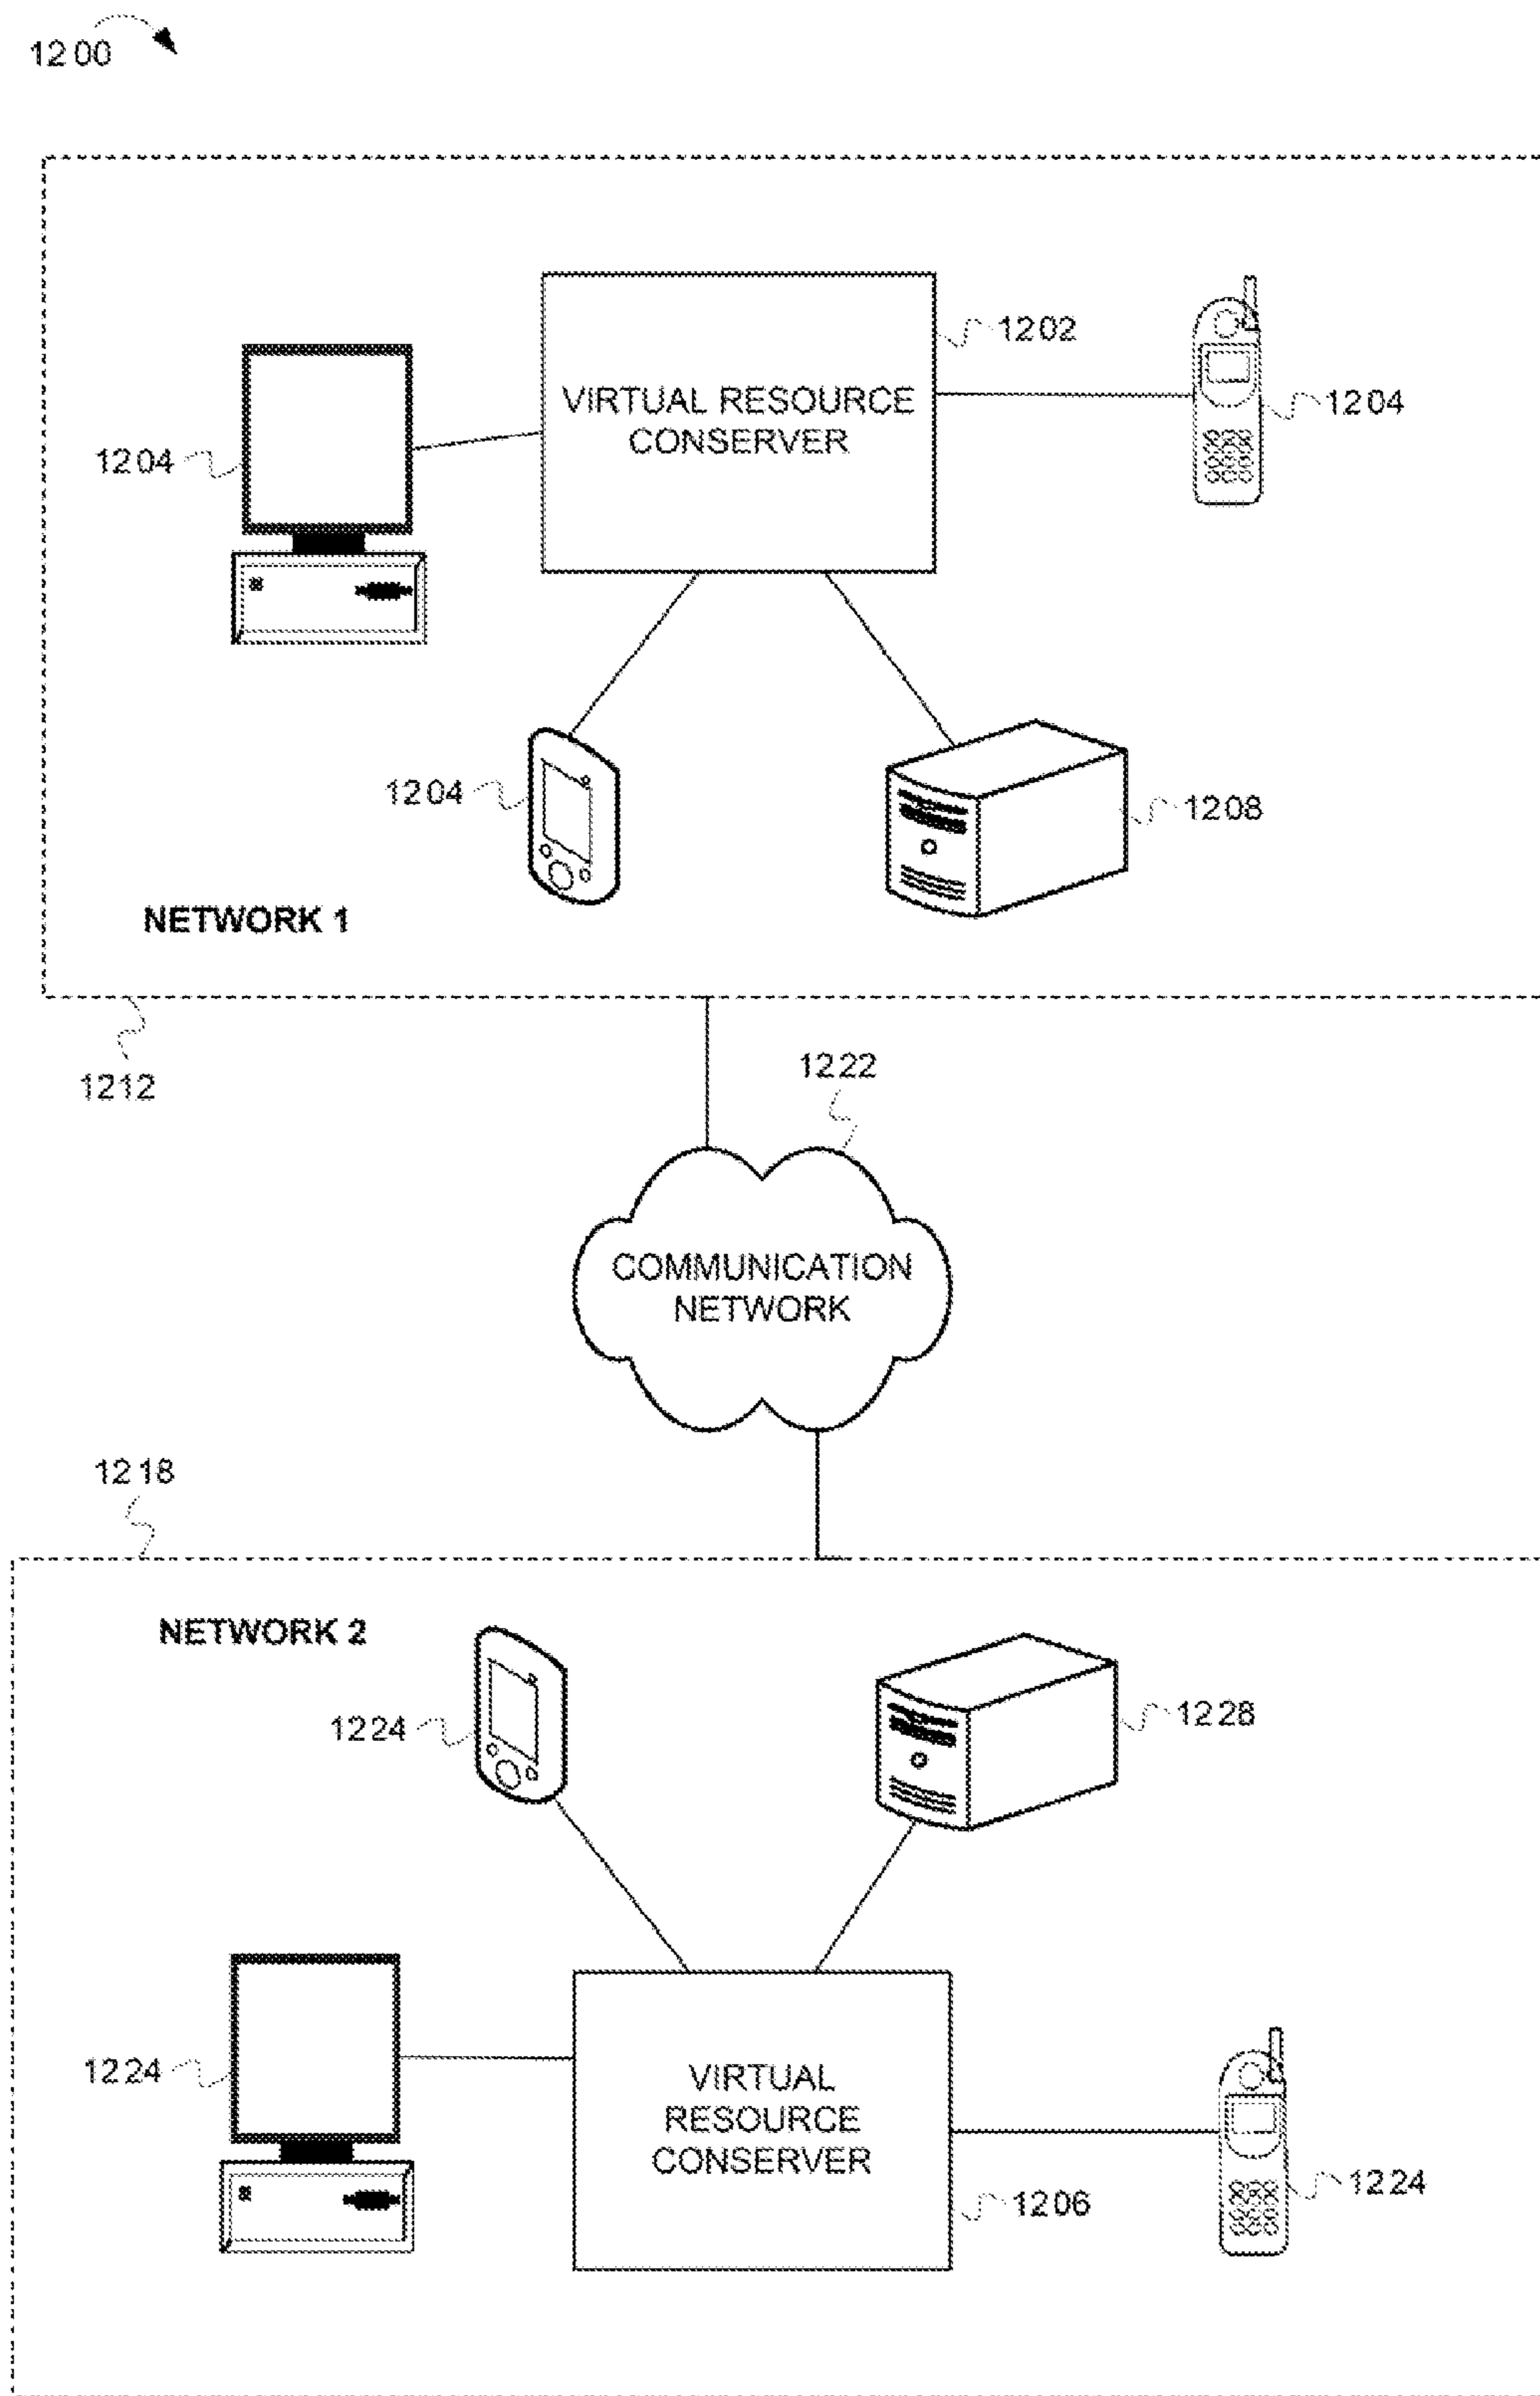 1200
1202
VIRTUAL RESOURCE
CONSERVER
1204
1204
1204
1208
NETWORK 1
1212
1222
COMMUNICATION
NETWORK
1218
NETWORK 2
1224
1228
1224
VIRTUAL
RESOURCE
CONSERVER
1206
1224